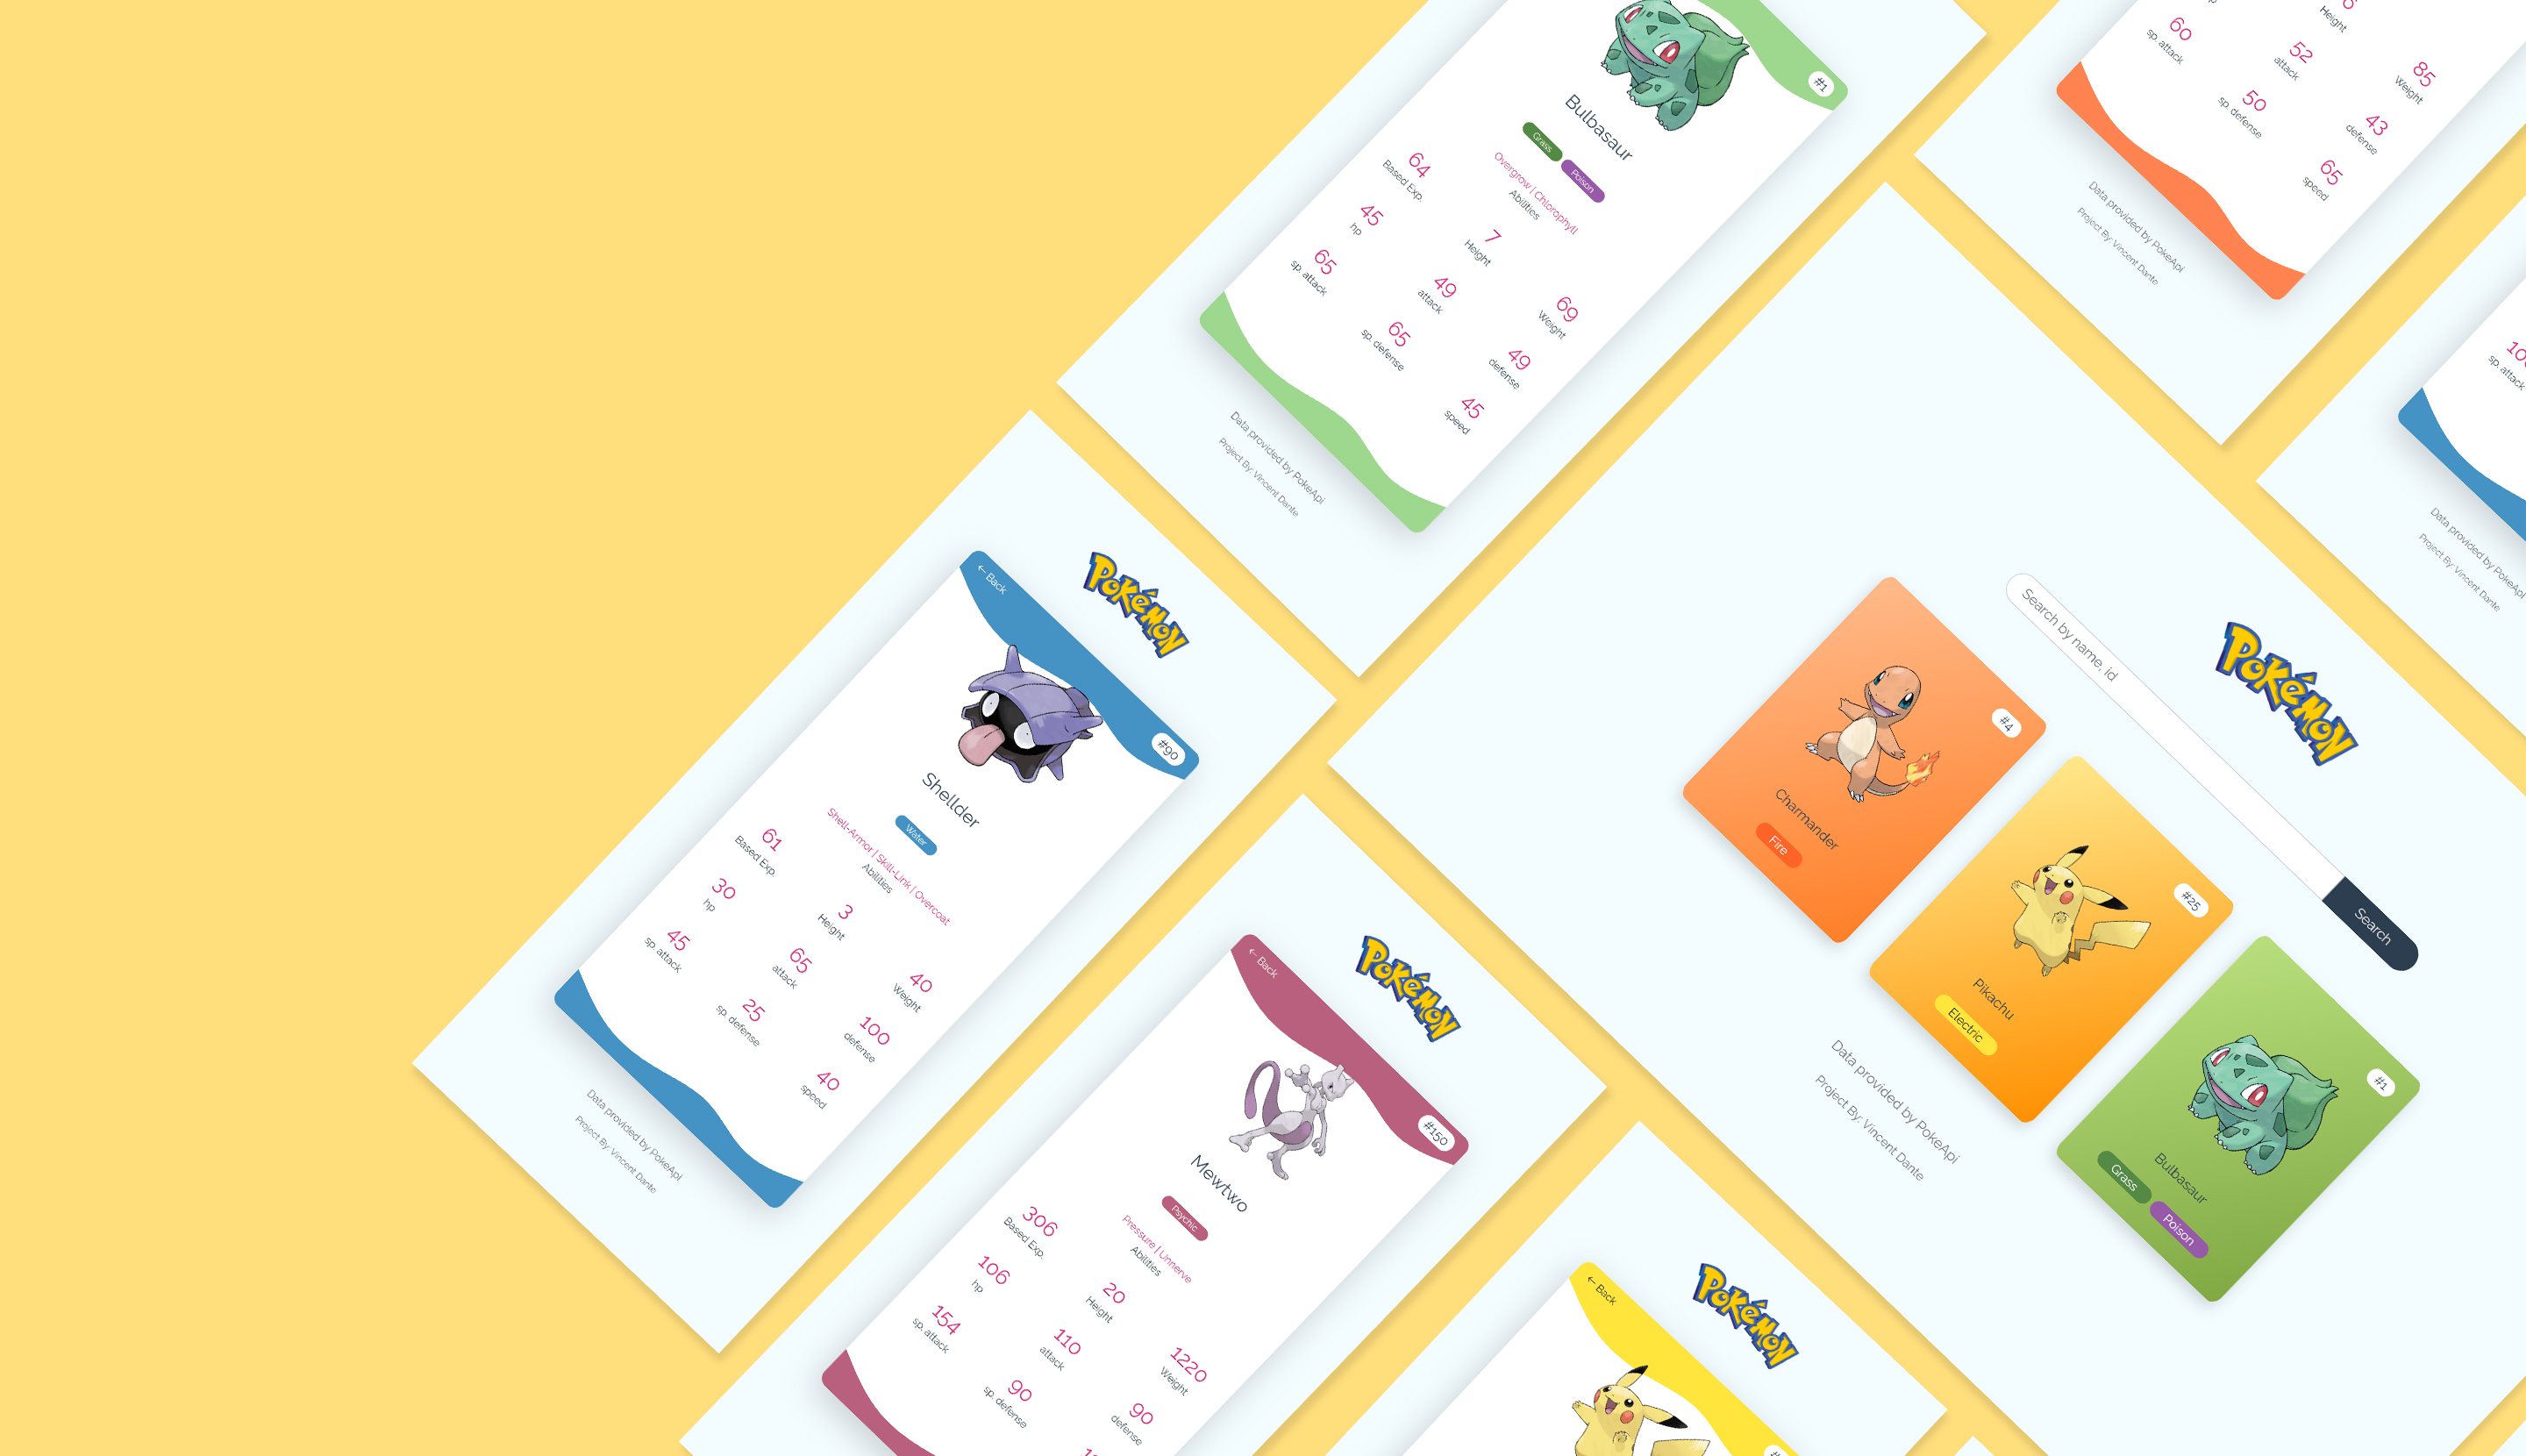 #1
Bulbasaur
Grass Poison
Overgrow | Chlorophyll
Abilities
64
Based Exp.
7
Height
69
Weight
45
hp
49
attack
49
defense
65
sp. attack
65
sp. defense
45
speed
Data provided by PokeApi
Project By: Vincent Dante
Height
85
Weight
52
attack
43
defense
60
sp. attack
50
sp. defense
65
speed
Data provided by PokeApi
Project By: Vincent Dante
sp. attack
Data provided by PokeApi
Project By: Vincent Dante
Pokémon
← Back
#90
Shellder
Water
Shell-Armor | Skill-Link | Overcoat
Abilities
61
Based Exp.
3
Height
40
Weight
30
hp
65
attack
100
defense
45
sp. attack
25
sp. defense
40
speed
Data provided by PokeApi
Project By: Vincent Dante
Pokémon
Search by name, id
Search
#4
Charmander
Fire
#25
Pikachu
Electric
#1
Bulbasaur
Grass Poison
Data provided by PokeApi
Project By: Vincent Dante
Pokémon
← Back
#150
Mewtwo
Psychic
Pressure | Unnerve
Abilities
306
Based Exp.
20
Height
1220
Weight
106
hp
110
attack
90
defense
154
sp. attack
90
sp. defense
Pokémon
← Back